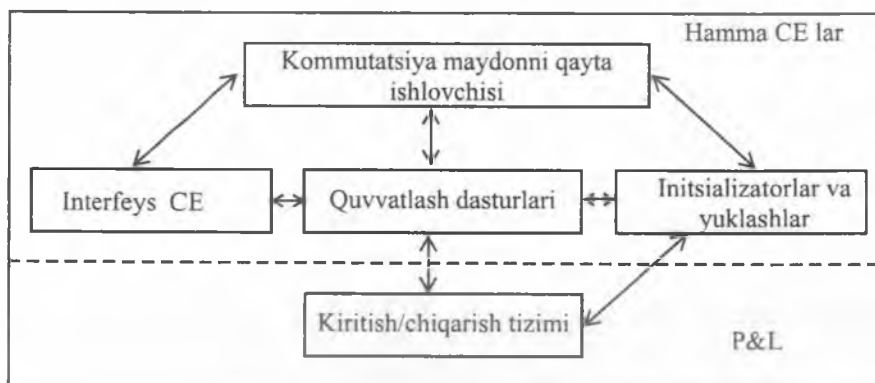 Hamma CE lar
Kommutatsiya maydonni qayta
ishlovchisi
Interfeys CE
Quvvatlash dasturlari
Initsializatorlar va
yuklashlar
Kiritish/chiqarish tizimi
P&L